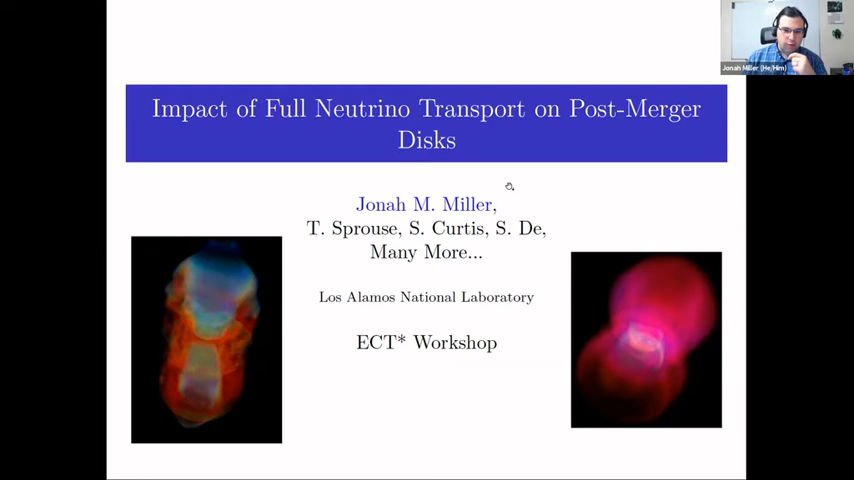 Jonah Miller (He/Him)
Impact of Full Neutrino Transport on Post-Merger
Disks
Jonah M. Miller,
T. Sprouse, S. Curtis, S. De,
Many More...
Los Alamos National Laboratory
ECT* Workshop